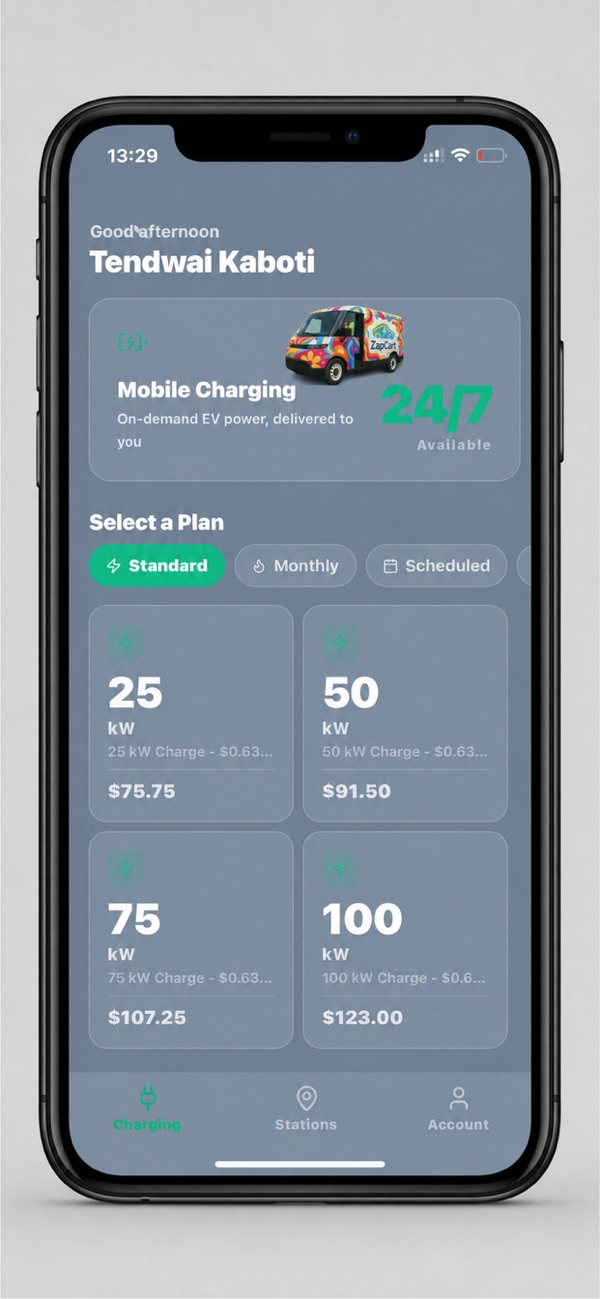 13:29
Good afternoon
Tendwai Kaboti
ZapCart
Mobile Charging
On-demand EV power, delivered to
you
24/7
Available
Select a Plan
Standard
Monthly
Scheduled
25
kW
25 kW Charge - $0.63...
$75.75
50
kW
50 kW Charge - $0.63...
$91.50
75
kW
75 kW Charge - $0.63...
$107.25
100
kW
100 kW Charge - $0.6...
$123.00
Charging
Stations
Account